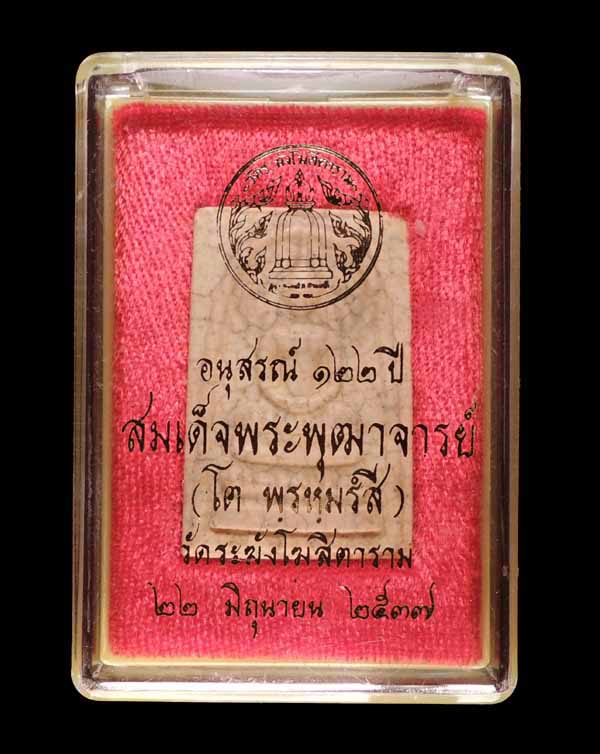 อนุสรณ์ ๑๒๒ ปี
สมเด็จพระพุฒาจารย์
(โต พฺรหฺมรํสี)
วัดระฆังโฆสิตาราม
๒๒ มิถุนายน ๒๕๓๗